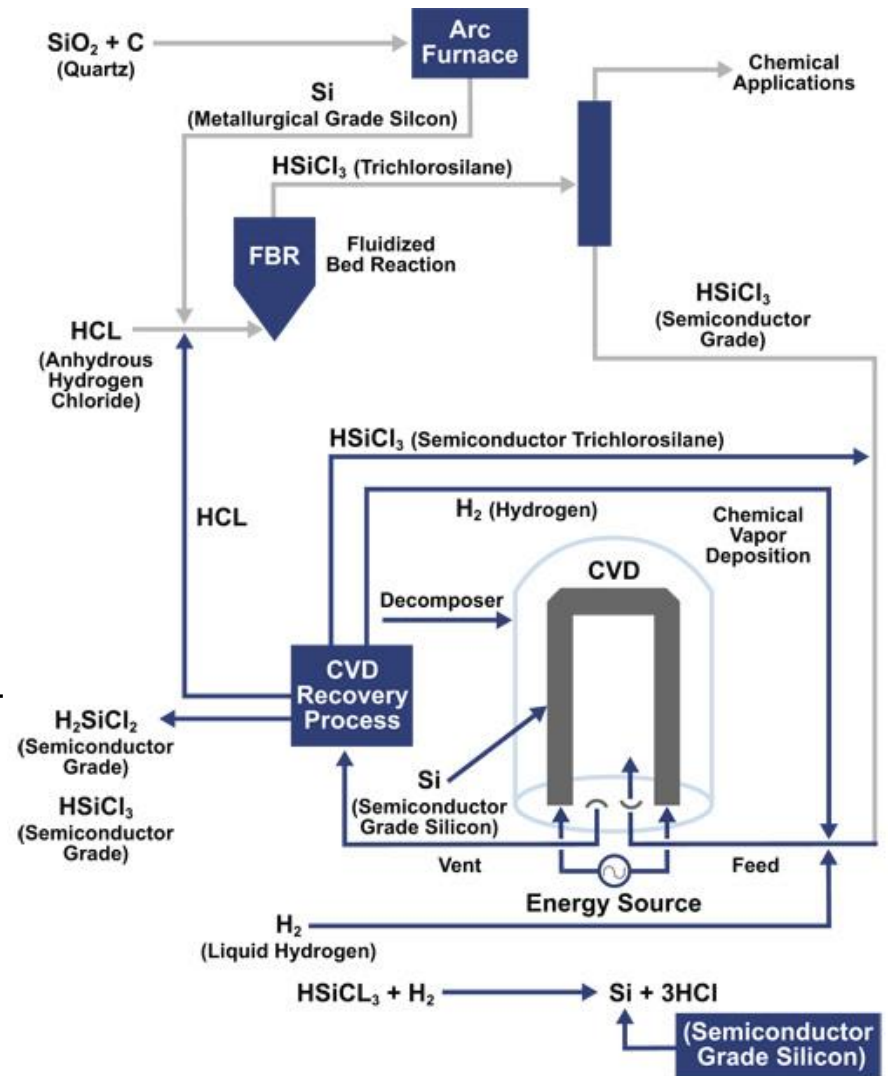 SiO₂ + C
(Quartz)
Arc
Furnace
Chemical
Applications
Si
(Metallurgical Grade Silcon)
HSiCl₃ (Trichlorosilane)
FBR
Fluidized
Bed Reaction
HCL
(Anhydrous
Hydrogen
Chloride)
HSiCl₃
(Semiconductor
Grade)
HSiCl₃ (Semiconductor Trichlorosilane)
H₂ (Hydrogen)
HCL
Chemical
Vapor
Deposition
CVD
Decomposer
CVD
Recovery
Process
H₂SiCl₂
(Semiconductor
Grade)
HSiCl₃
(Semiconductor
Grade)
Si
(Semiconductor
Grade Silicon)
Vent
Feed
Energy Source
H₂
(Liquid Hydrogen)
HSiCL₃ + H₂
Si + 3HCl
(Semiconductor
Grade Silicon)